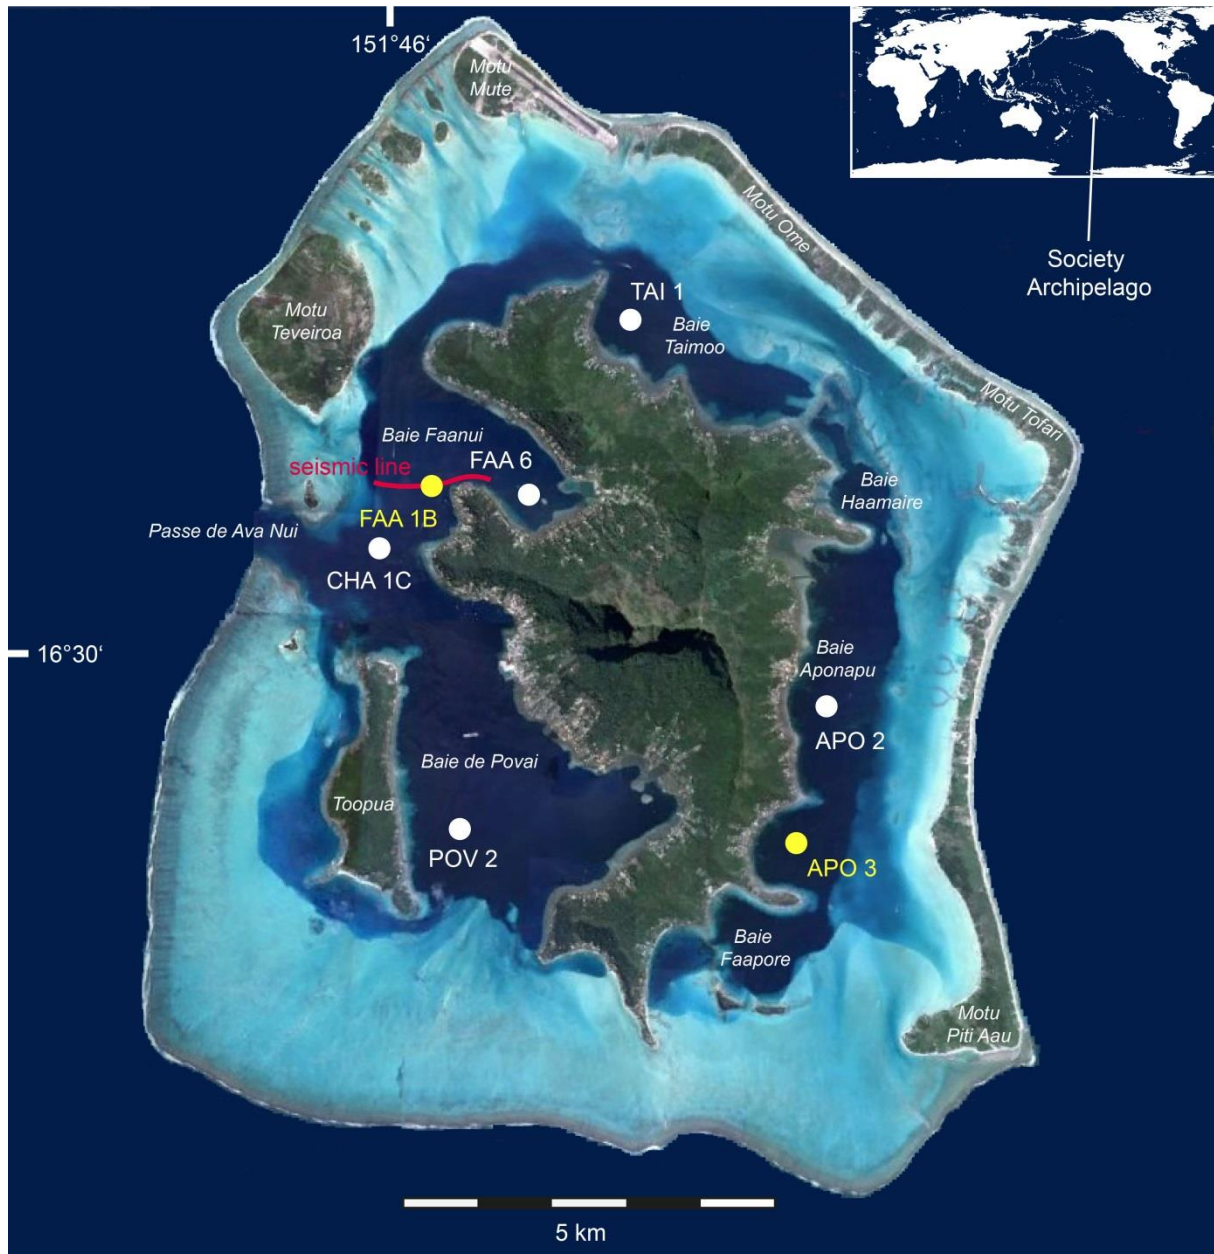 151°46‘
Motu
Mute
Motu Ome
Society
Archipelago
TAI 1
Baie
Taimoo
Motu
Teveiroa
Motu Tofari
Baie Faanui
seismic line
FAA 6
Baie
Haamaire
FAA 1B
Passe de Ava Nui
CHA 1C
16°30‘
Baie
Aponapu
APO 2
Baie de Povai
Toopua
POV 2
APO 3
Baie
Faapore
Motu
Piti Aau
5 km